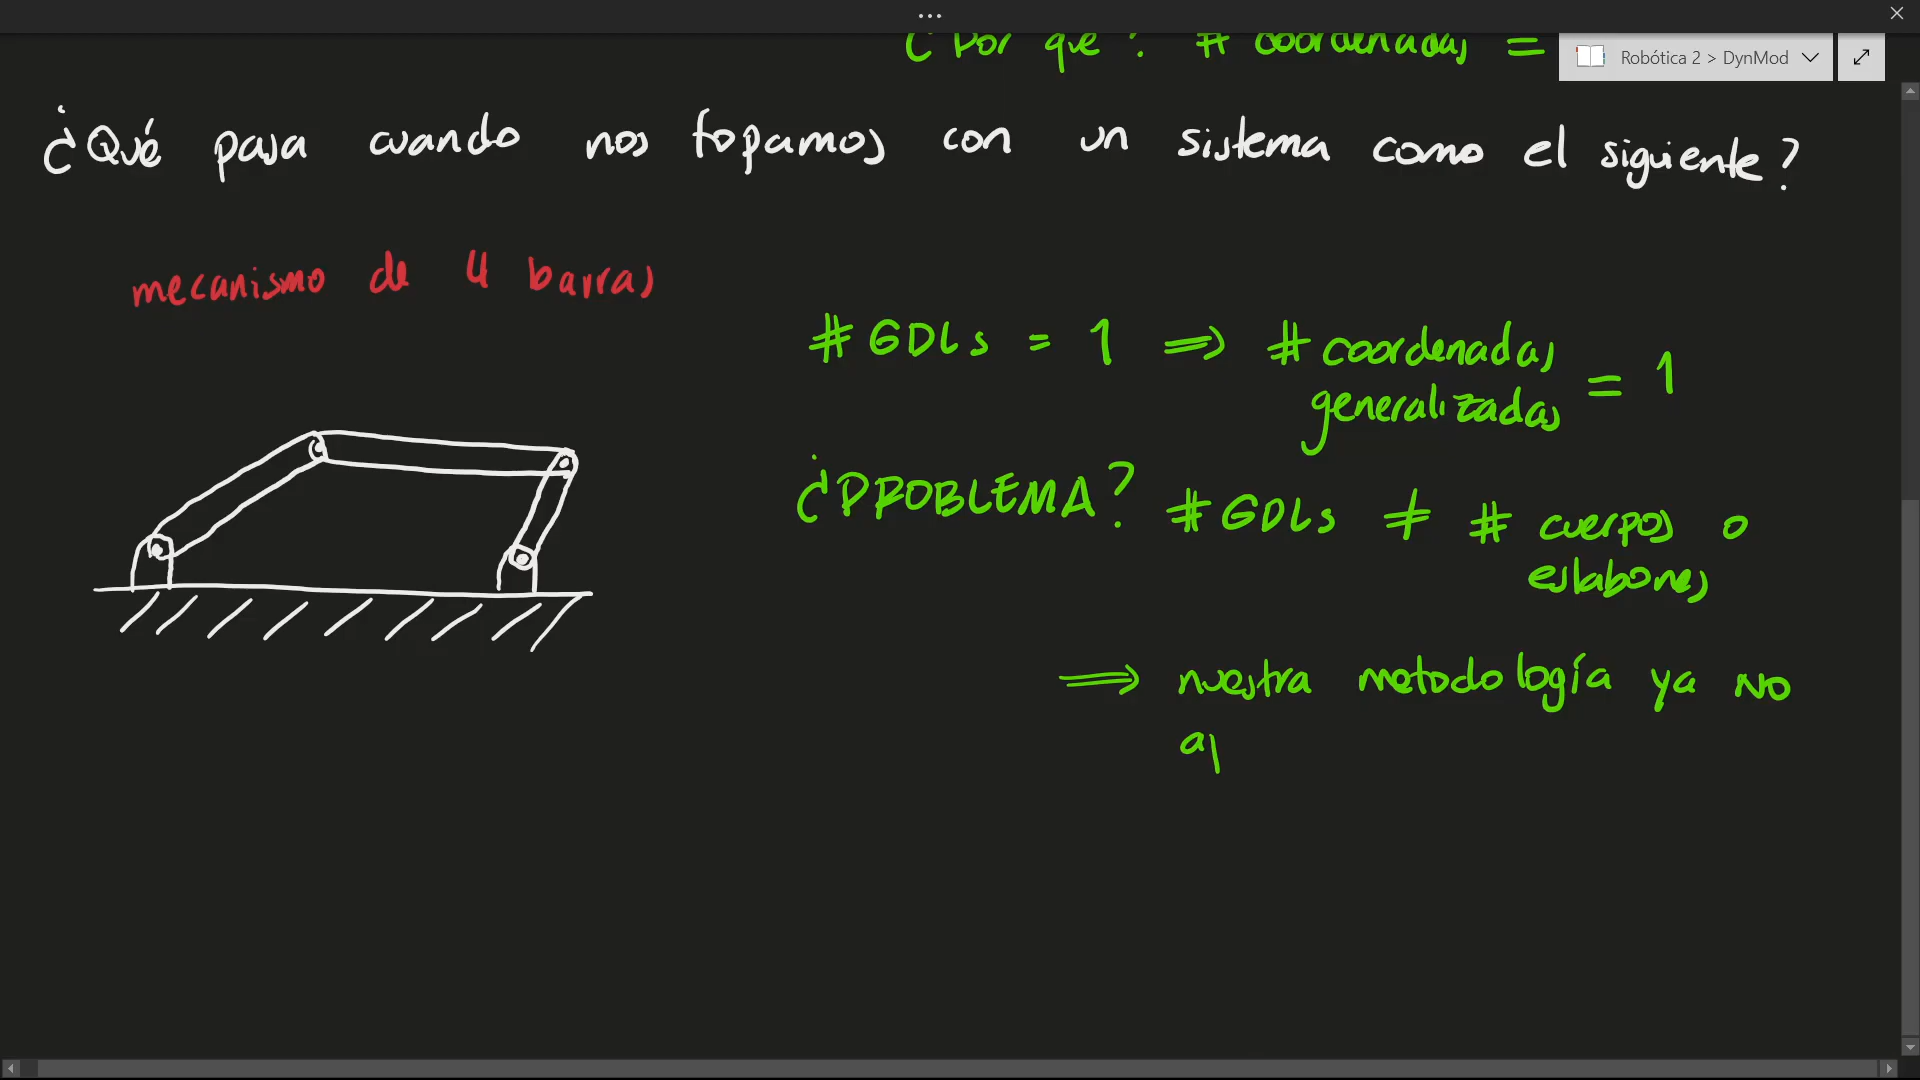 ¿Por qué? # coordenadas =
Robótica 2 > DynMod
¿Qué pasa cuando nos topamos con un sistema como el siguiente?
mecanismo de 4 barras
#GDLs = 1 ⟹ # coordenadas
generalizadas = 1
¿PROBLEMA? #GDLs ≠ # cuerpos o
eslabones
⟹ nuestra metodología ya NO
ap